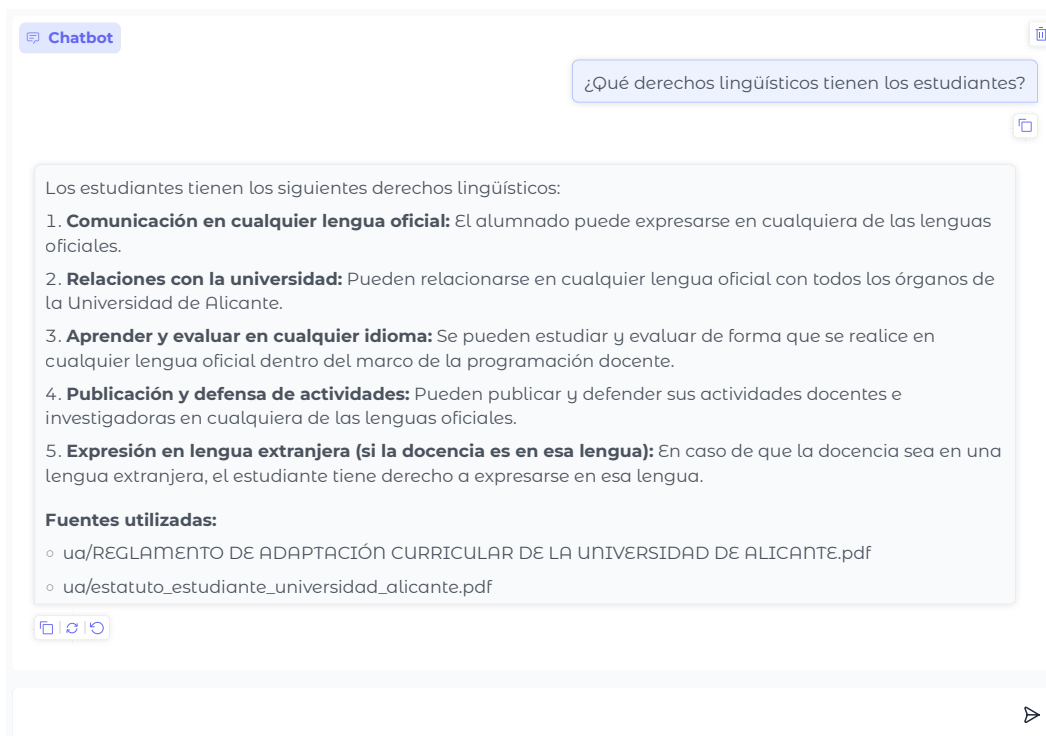 Chatbot
¿Qué derechos lingüísticos tienen los estudiantes?
Los estudiantes tienen los siguientes derechos lingüísticos:
1. Comunicación en cualquier lengua oficial: El alumnado puede expresarse en cualquiera de las lenguas
oficiales.
2. Relaciones con la universidad: Pueden relacionarse en cualquier lengua oficial con todos los órganos de
la Universidad de Alicante.
3. Aprender y evaluar en cualquier idioma: Se pueden estudiar y evaluar de forma que se realice en
cualquier lengua oficial dentro del marco de la programación docente.
4. Publicación y defensa de actividades: Pueden publicar y defender sus actividades docentes e
investigadoras en cualquiera de las lenguas oficiales.
5. Expresión en lengua extranjera (si la docencia es en esa lengua): En caso de que la docencia sea en una
lengua extranjera, el estudiante tiene derecho a expresarse en esa lengua.
Fuentes utilizadas:
◦ ua/REGLAMENTO DE ADAPTACIÓN CURRICULAR DE LA UNIVERSIDAD DE ALICANTE.pdf
◦ ua/estatuto_estudiante_universidad_alicante.pdf